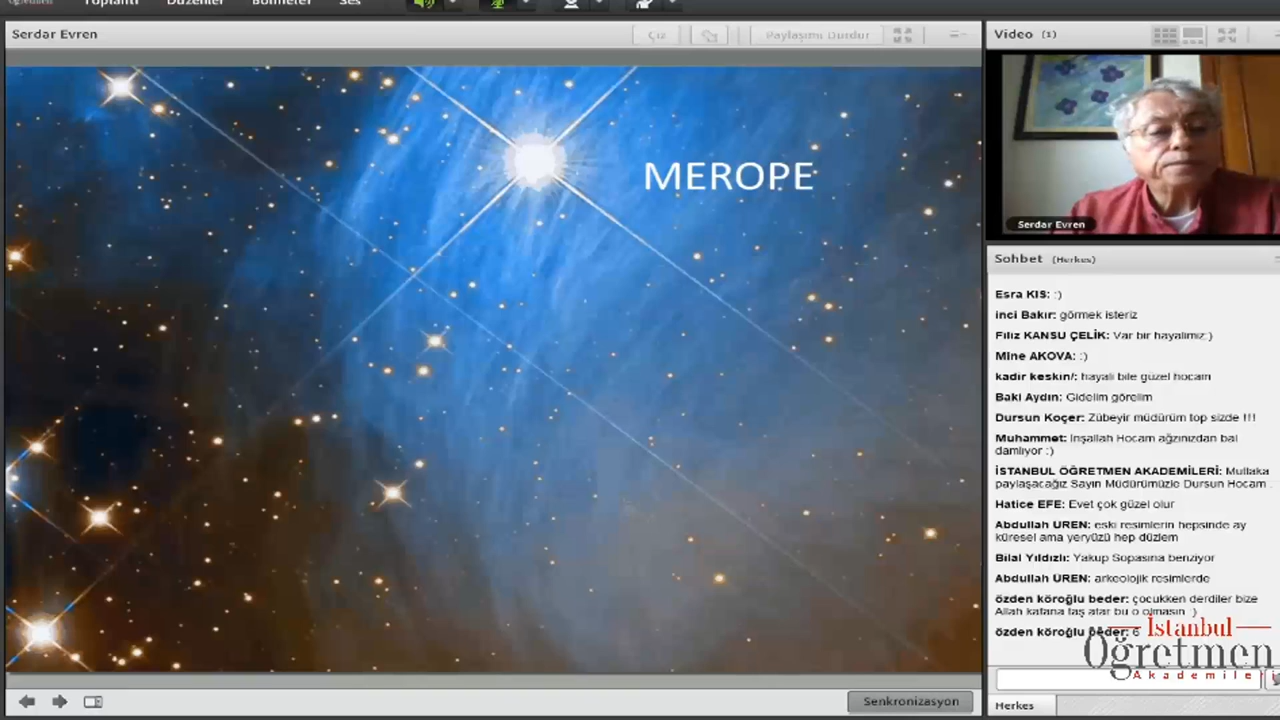 Öğretmen Toplantı Düzenler Bölmeler Ses
Serdar Evren
Çiz
Paylaşımı Durdur
MEROPE
Video (1)
Serdar Evren
Sohbet (Herkes)
Esra KIS: :)
inci Bakır: görmek isteriz
Filiz KANSU ÇELİK: Var bir hayalimiz:)
Mine AKOVA: :)
kadir keskin/: hayali bile güzel hocam
Baki Aydın: Gidelim görelim
Dursun Koçer: Zübeyir müdürüm top sizde !!!
Muhammet: İnşallah Hocam ağzınızdan bal
damlıyor :)
İSTANBUL ÖĞRETMEN AKADEMİLERİ: Mutlaka
paylaşacağız Sayın Müdürümüzle Dursun Hocam .
Hatice EFE: Evet çok güzel olur
Abdullah ÜREN: eski resimlerin hepsinde ay
küresel ama yeryüzü hep düzlem
Bilal Yıldızlı: Yakup Sopasına benziyor
Abdullah ÜREN: arkeolojik resimlerde
özden köroğlu beder: çocukken derdiler bize
Allah kafana taş atar bu o olmasın :)
özden köroğlu beder: o
İstanbul
Öğretmen
Akademileri
Senkronizasyon
Herkes